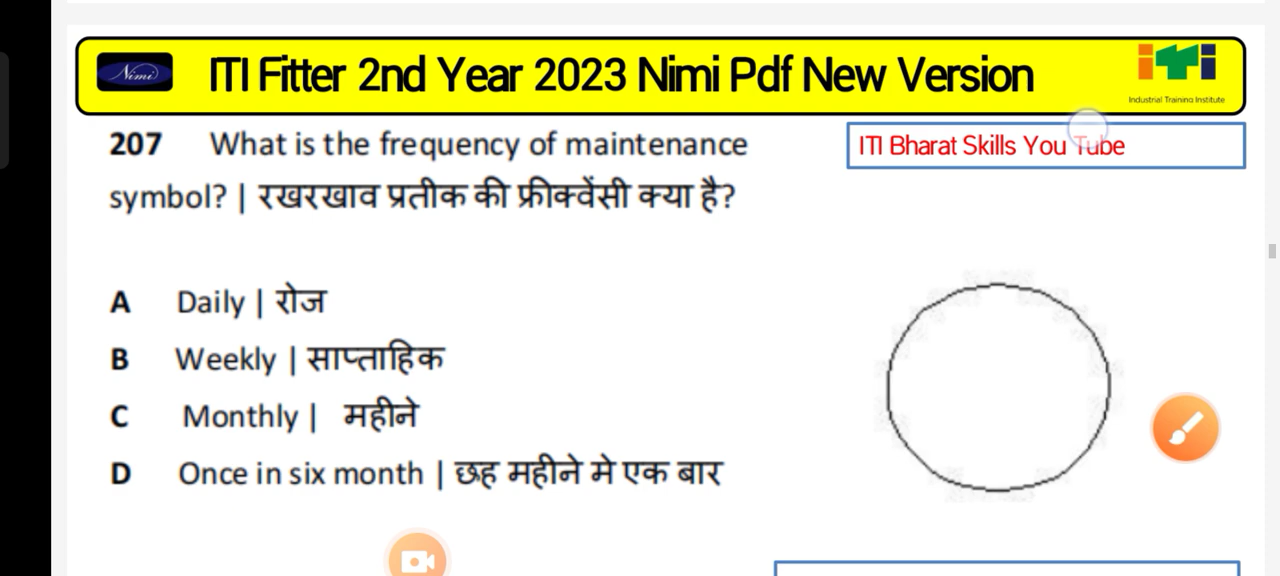 Nimi
ITI Fitter 2nd Year 2023 Nimi Pdf New Version
iTi
Industrial Training Institute
207 What is the frequency of maintenance
symbol? | रखरखाव प्रतीक की फ्रीक्वेंसी क्या है?
ITI Bharat Skills You Tube
A Daily | रोज
B Weekly | साप्ताहिक
C Monthly | महीने
D Once in six month | छह महीने मे एक बार